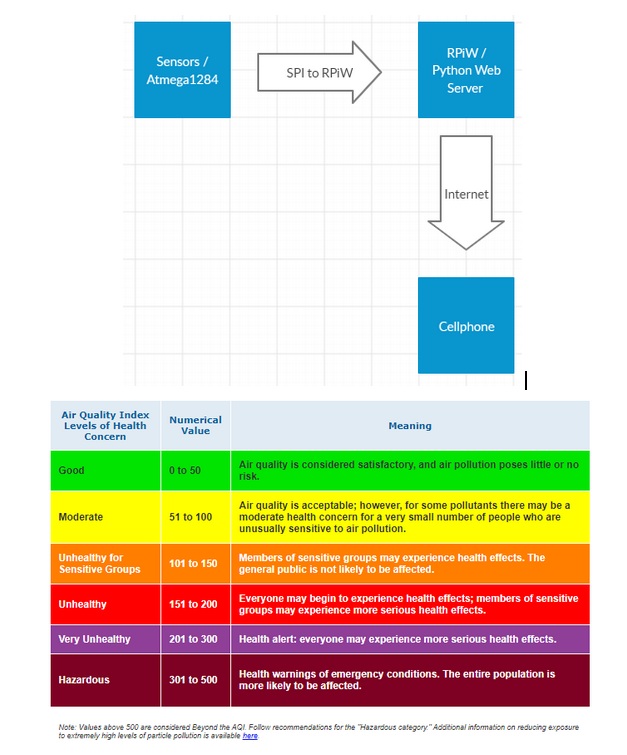 Sensors /
Atmega1284
SPI to RPiW
RPiW /
Python Web
Server
Internet
Cellphone
Air Quality Index
Levels of Health
Concern
Numerical
Value
Meaning
Good
0 to 50
Air quality is considered satisfactory, and air pollution poses little or no
risk.
Moderate
51 to 100
Air quality is acceptable; however, for some pollutants there may be a
moderate health concern for a very small number of people who are
unusually sensitive to air pollution.
Unhealthy for
Sensitive Groups
101 to 150
Members of sensitive groups may experience health effects. The
general public is not likely to be affected.
Unhealthy
151 to 200
Everyone may begin to experience health effects; members of sensitive
groups may experience more serious health effects.
Very Unhealthy
201 to 300
Health alert: everyone may experience more serious health effects.
Hazardous
301 to 500
Health warnings of emergency conditions. The entire population is
more likely to be affected.
Note: Values above 500 are considered Beyond the AQI. Follow recommendations for the "Hazardous category." Additional information on reducing exposure
to extremely high levels of particle pollution is available here.